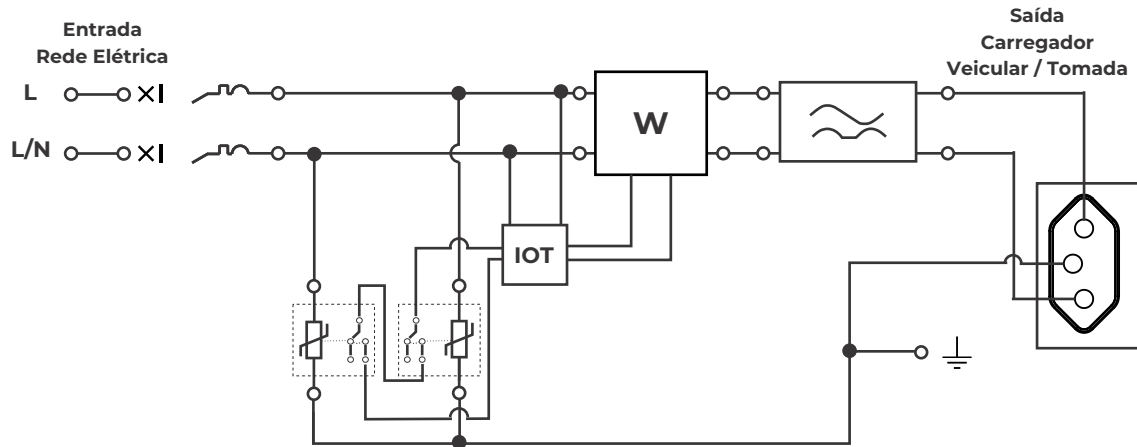 Entrada
Rede Elétrica
Saída
Carregador
Veicular / Tomada
L
L/N
W
IOT